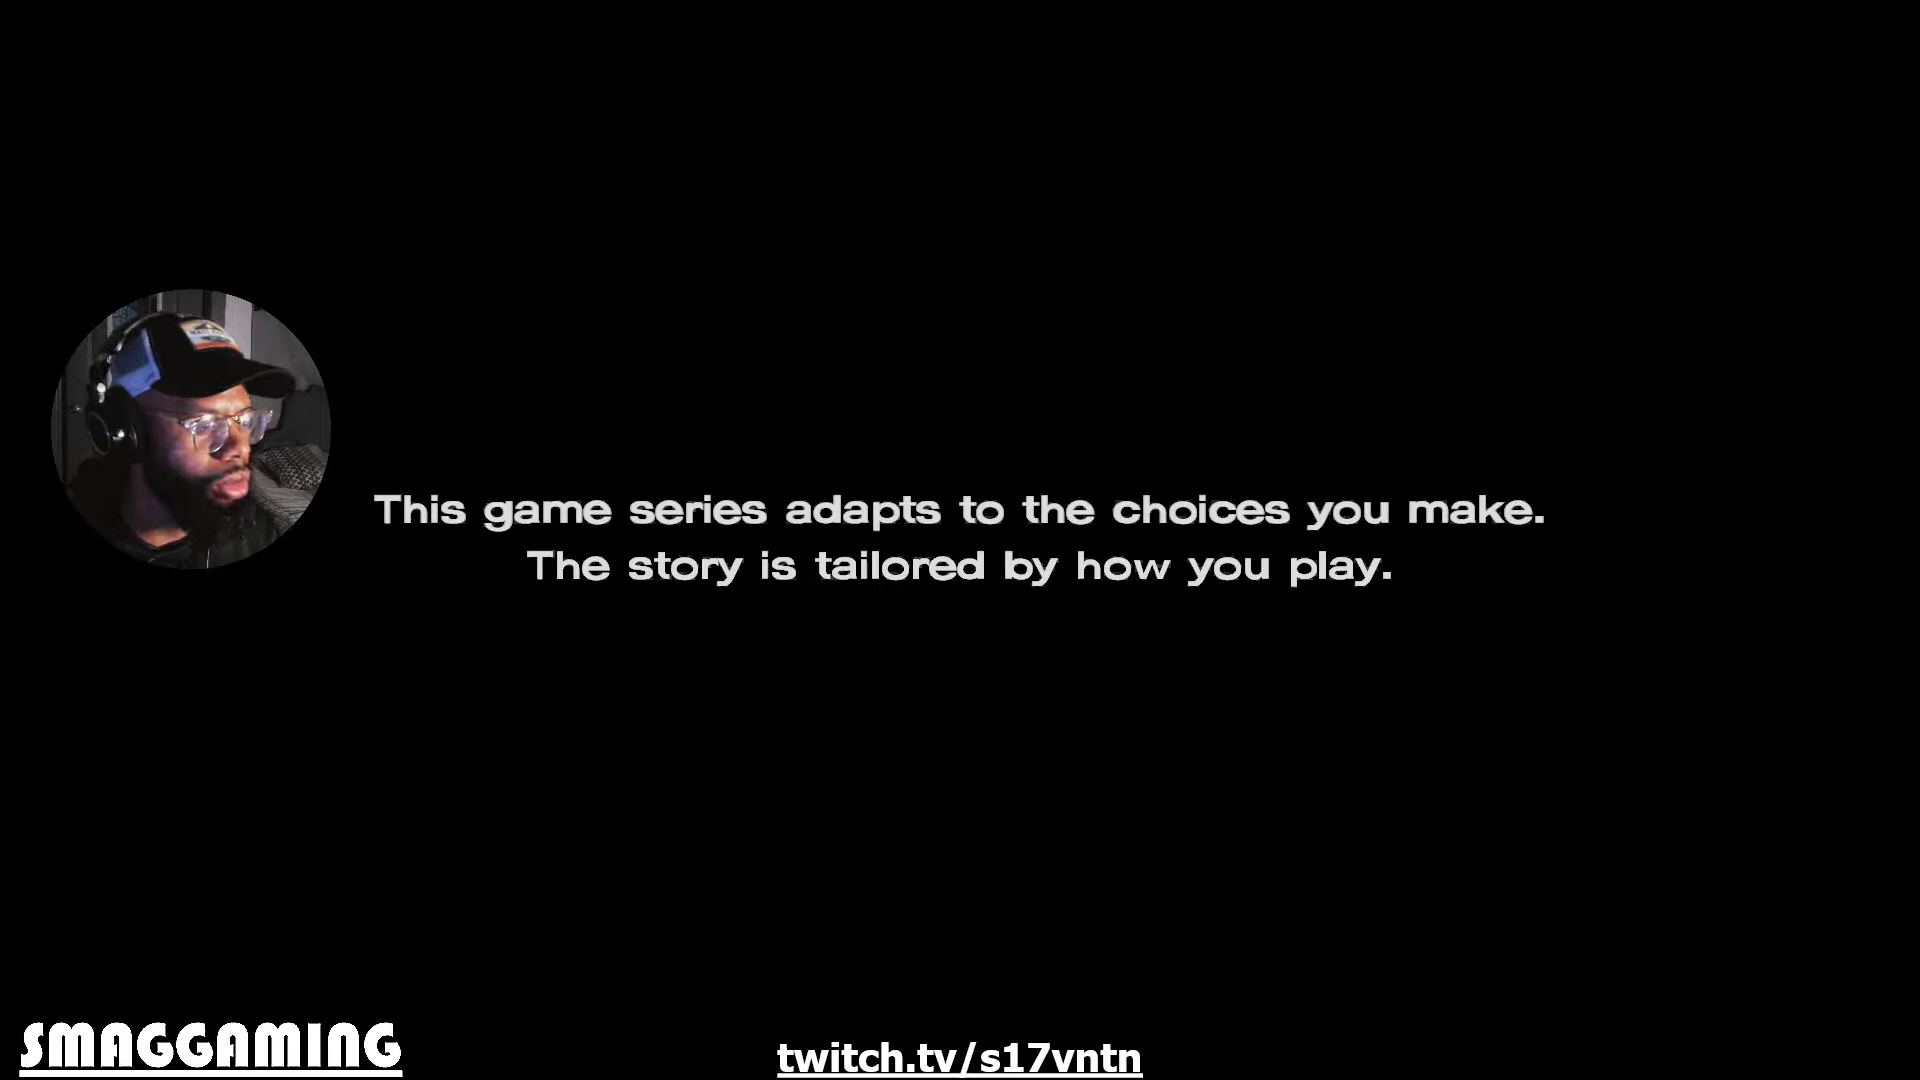 This game series adapts to the choices you make.
The story is tailored by how you play.
SMAGGAMING
twitch.tv/s17vntn